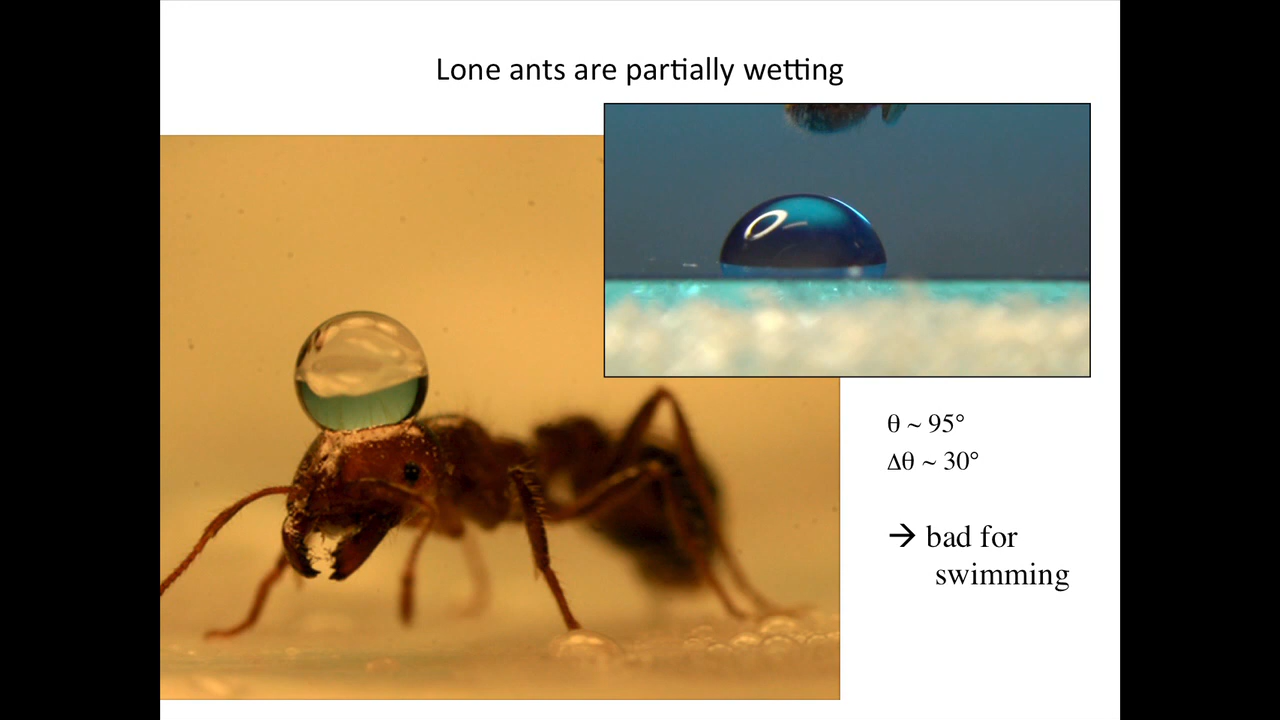 Lone ants are partially wetting
θ ~ 95°
Δθ ~ 30°
→ bad for
swimming